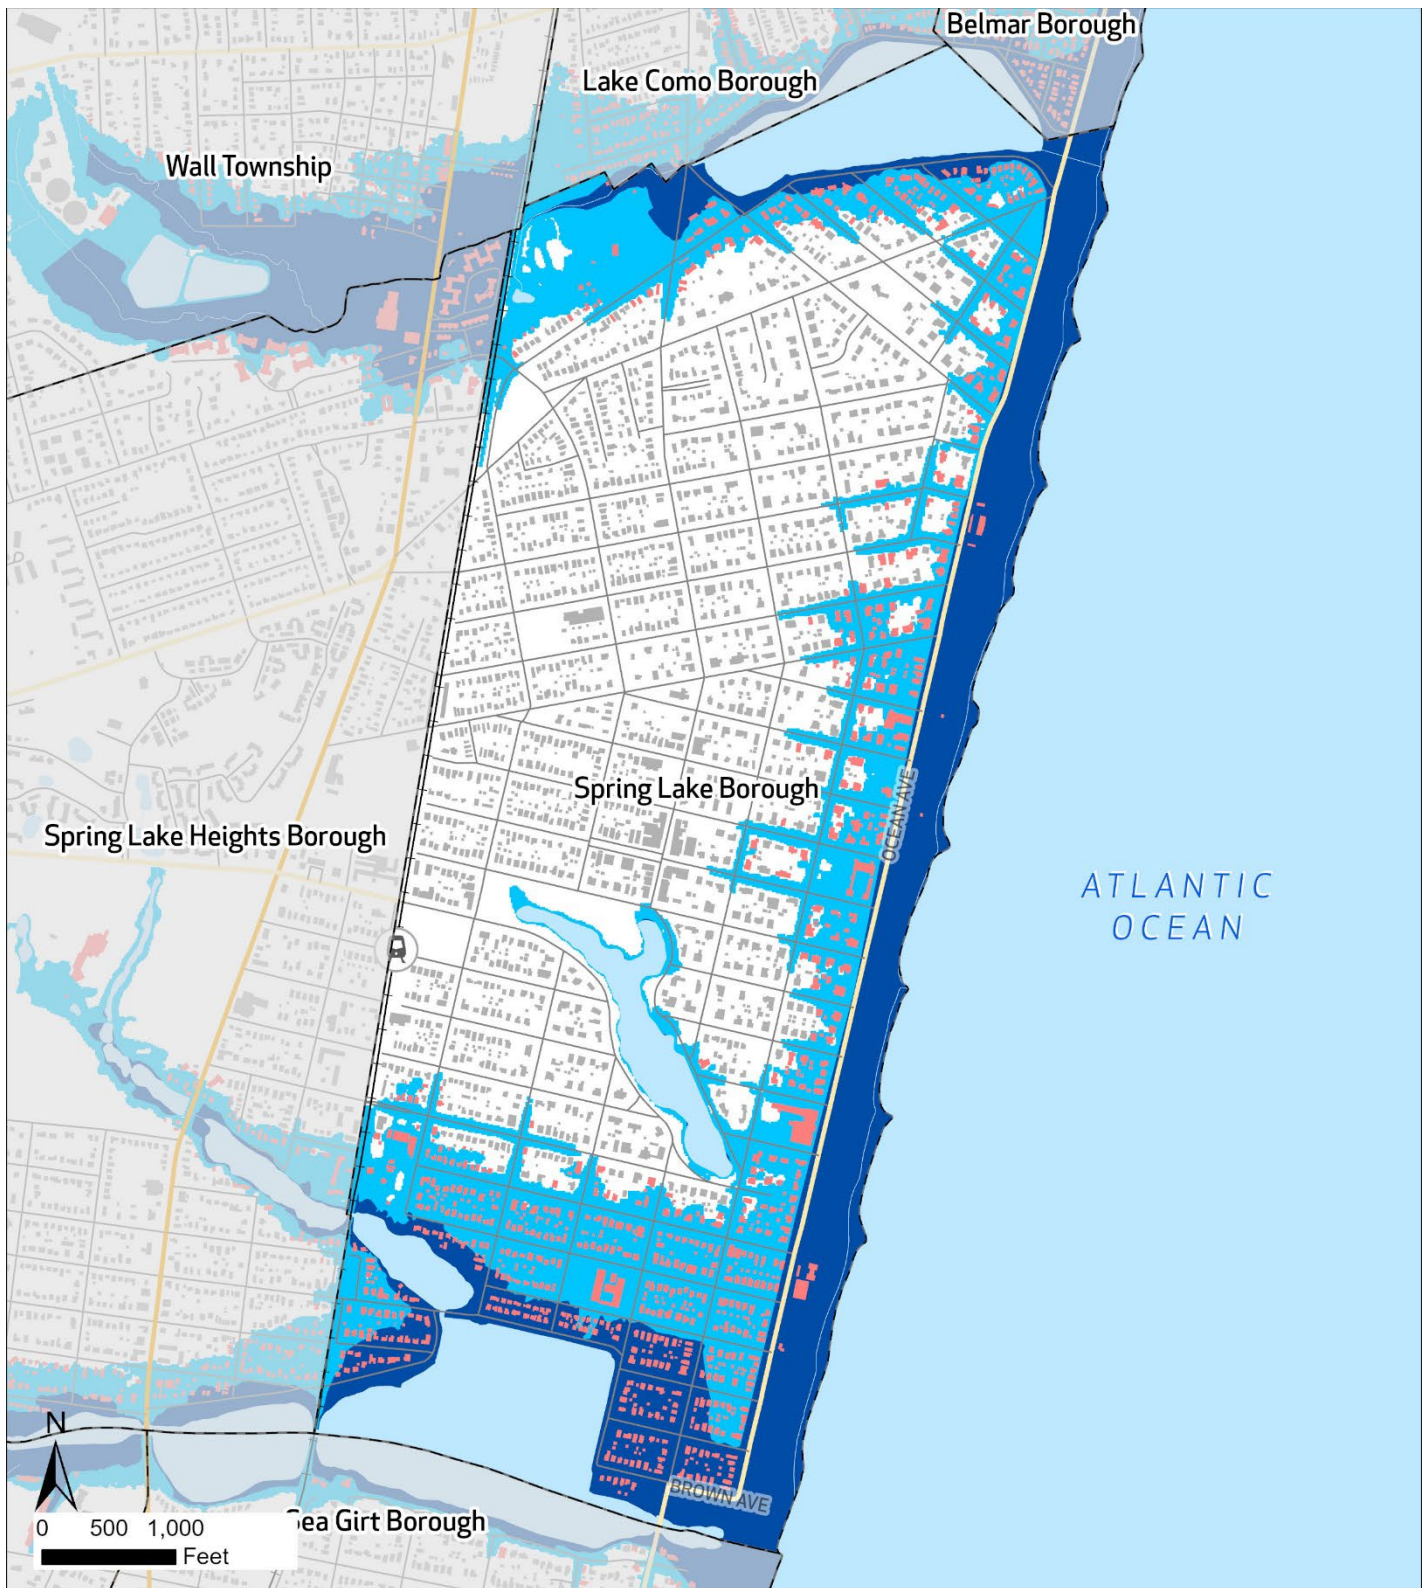 Belmar Borough
Lake Como Borough
Wall Township
Spring Lake Borough
OCEAN AVE
Spring Lake Heights Borough
ATLANTIC
OCEAN
N
BROWN AVE
Sea Girt Borough
0 500 1,000
Feet